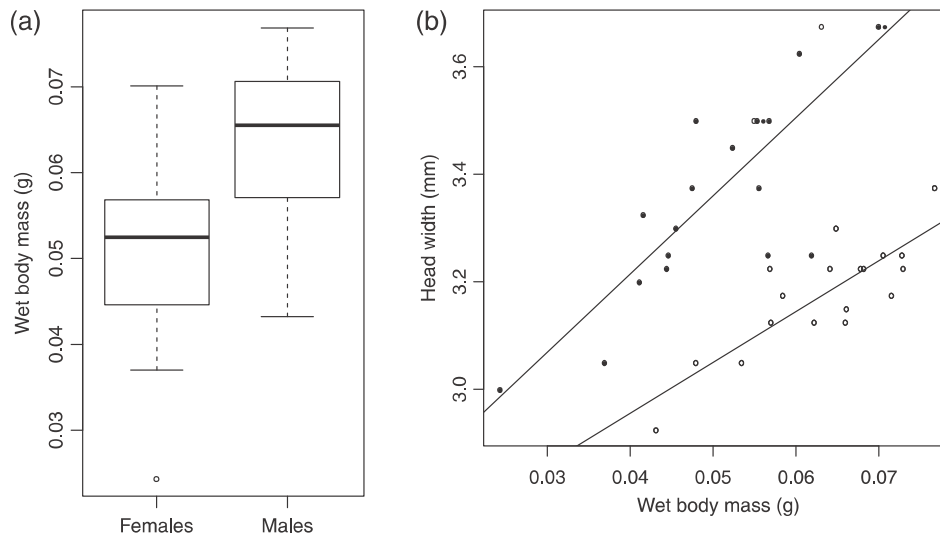 (a)
Wet body mass (g)
0.07
0.06
0.05
0.04
0.03
Females Males
(b)
Head width (mm)
3.6
3.4
3.2
3.0
0.03 0.04 0.05 0.06 0.07
Wet body mass (g)